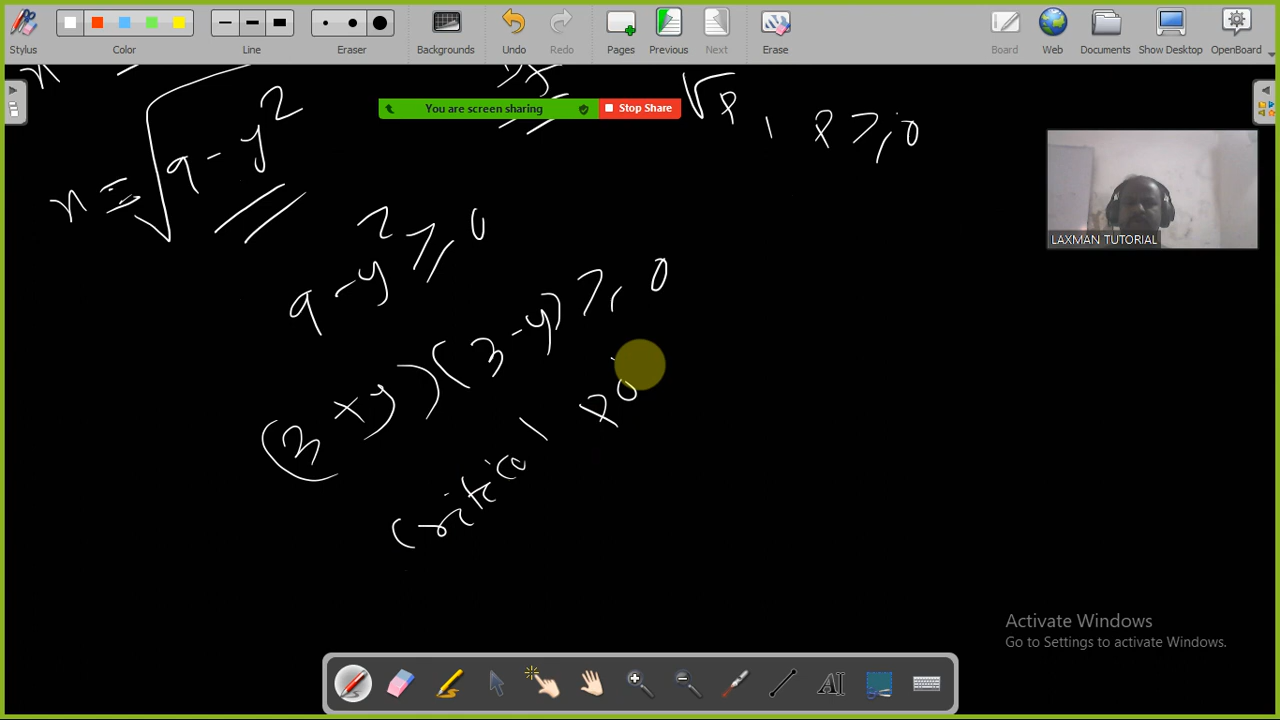 Stylus
Color
Line
Eraser
Backgrounds
Undo
Redo
Pages
Previous
Next
Erase
Board
Web
Documents
Show Desktop
OpenBoard
You are screen sharing
Stop Share
√x , x ≥ 0
x = √9 - y²
9 - y² ≥ 0
(3 + y)(3 - y) ≥ 0
critical poi
LAXMAN TUTORIAL
Activate Windows
Go to Settings to activate Windows.